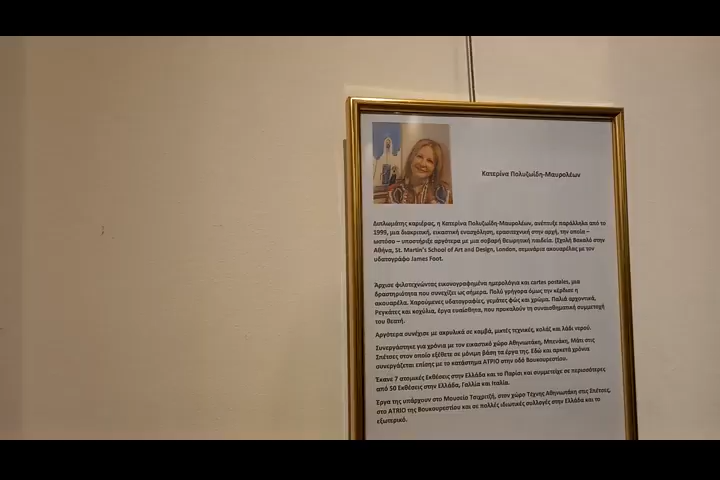 Κατερίνα Πολυζωίδη-Μαυρολέων
Διπλωμάτης καριέρας, η Κατερίνα Πολυζωίδη-Μαυρολέων, ανέπτυξε παράλληλα από το
1999, μια διακριτική, εικαστική ενασχόληση, ερασιτεχνική στην αρχή, την οποία –
ωστόσο – υποστήριξε αργότερα με μια σοβαρή θεωρητική παιδεία. (Σχολή Βακαλό στην
Αθήνα, St. Martin's School of Art and Design, London, σεμινάρια ακουαρέλας με τον
υδατογράφο James Foot.
Άρχισε φιλοτεχνώντας εικονογραφημένα ημερολόγια και cartes postales, μια
δραστηριότητα που συνεχίζει ως σήμερα. Πολύ γρήγορα όμως την κέρδισε η
ακουαρέλα. Χαρούμενες υδατογραφίες, γεμάτες φώς και χρώμα. Παλιά αρχοντικά,
Ρεγκάτες και κοχύλια, έργα ευαίσθητα, που προκαλούν τη συναισθηματική συμμετοχή
του θεατή.
Αργότερα συνέχισε με ακρυλικά σε καμβά, μικτές τεχνικές, κολάζ και λάδι νερού.
Συνεργάστηκε για χρόνια με τον εικαστικό χώρο Αθηνωτάκη, Μπενάκη, Μάτι στις
Σπέτσες στον οποίο εξέθετε σε μόνιμη βάση τα έργα της. Εδώ και αρκετά χρόνια
συνεργάζεται επίσης με το κατάστημα ΑΤΡΙΟ στην οδό Βουκουρεστίου.
Έκανε 7 ατομικές Εκθέσεις στην Ελλάδα και το Παρίσι και συμμετείχε σε περισσότερες
από 50 Εκθέσεις στην Ελλάδα, Γαλλία και Ιταλία.
Έργα της υπάρχουν στο Μουσείο Τσιχριτζή, στον χώρο Τέχνης Αθηνωτάκη στις Σπέτσες,
στο ATRIO της Βουκουρεστίου και σε πολλές ιδιωτικές συλλογές στην Ελλάδα και το
εξωτερικό.